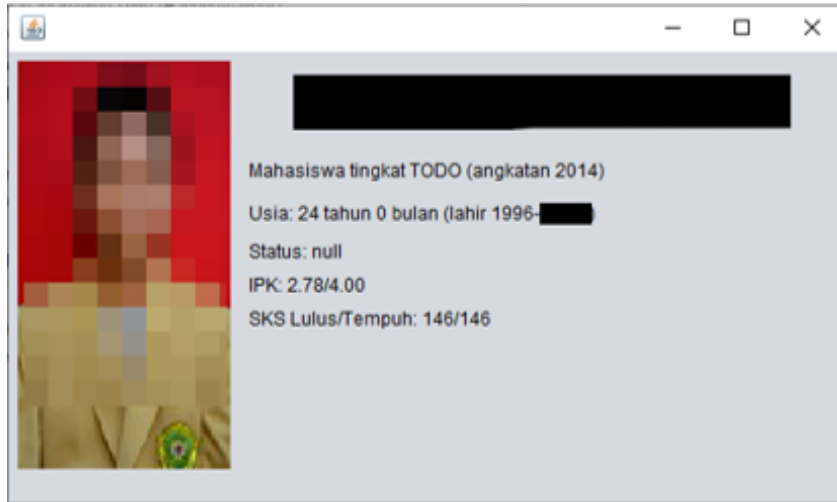 Mahasiswa tingkat TODO (angkatan 2014)
Usia: 24 tahun 0 bulan (lahir 1996-
Status: null
IPK: 2.78/4.00
SKS Lulus/Tempuh: 146/146